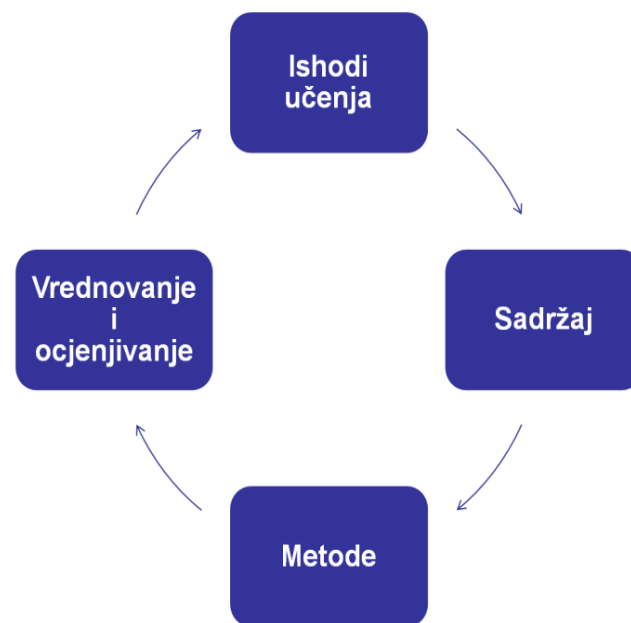 Ishodi
učenja
Vrednovanje
i
ocjenjivanje
Sadržaj
Metode